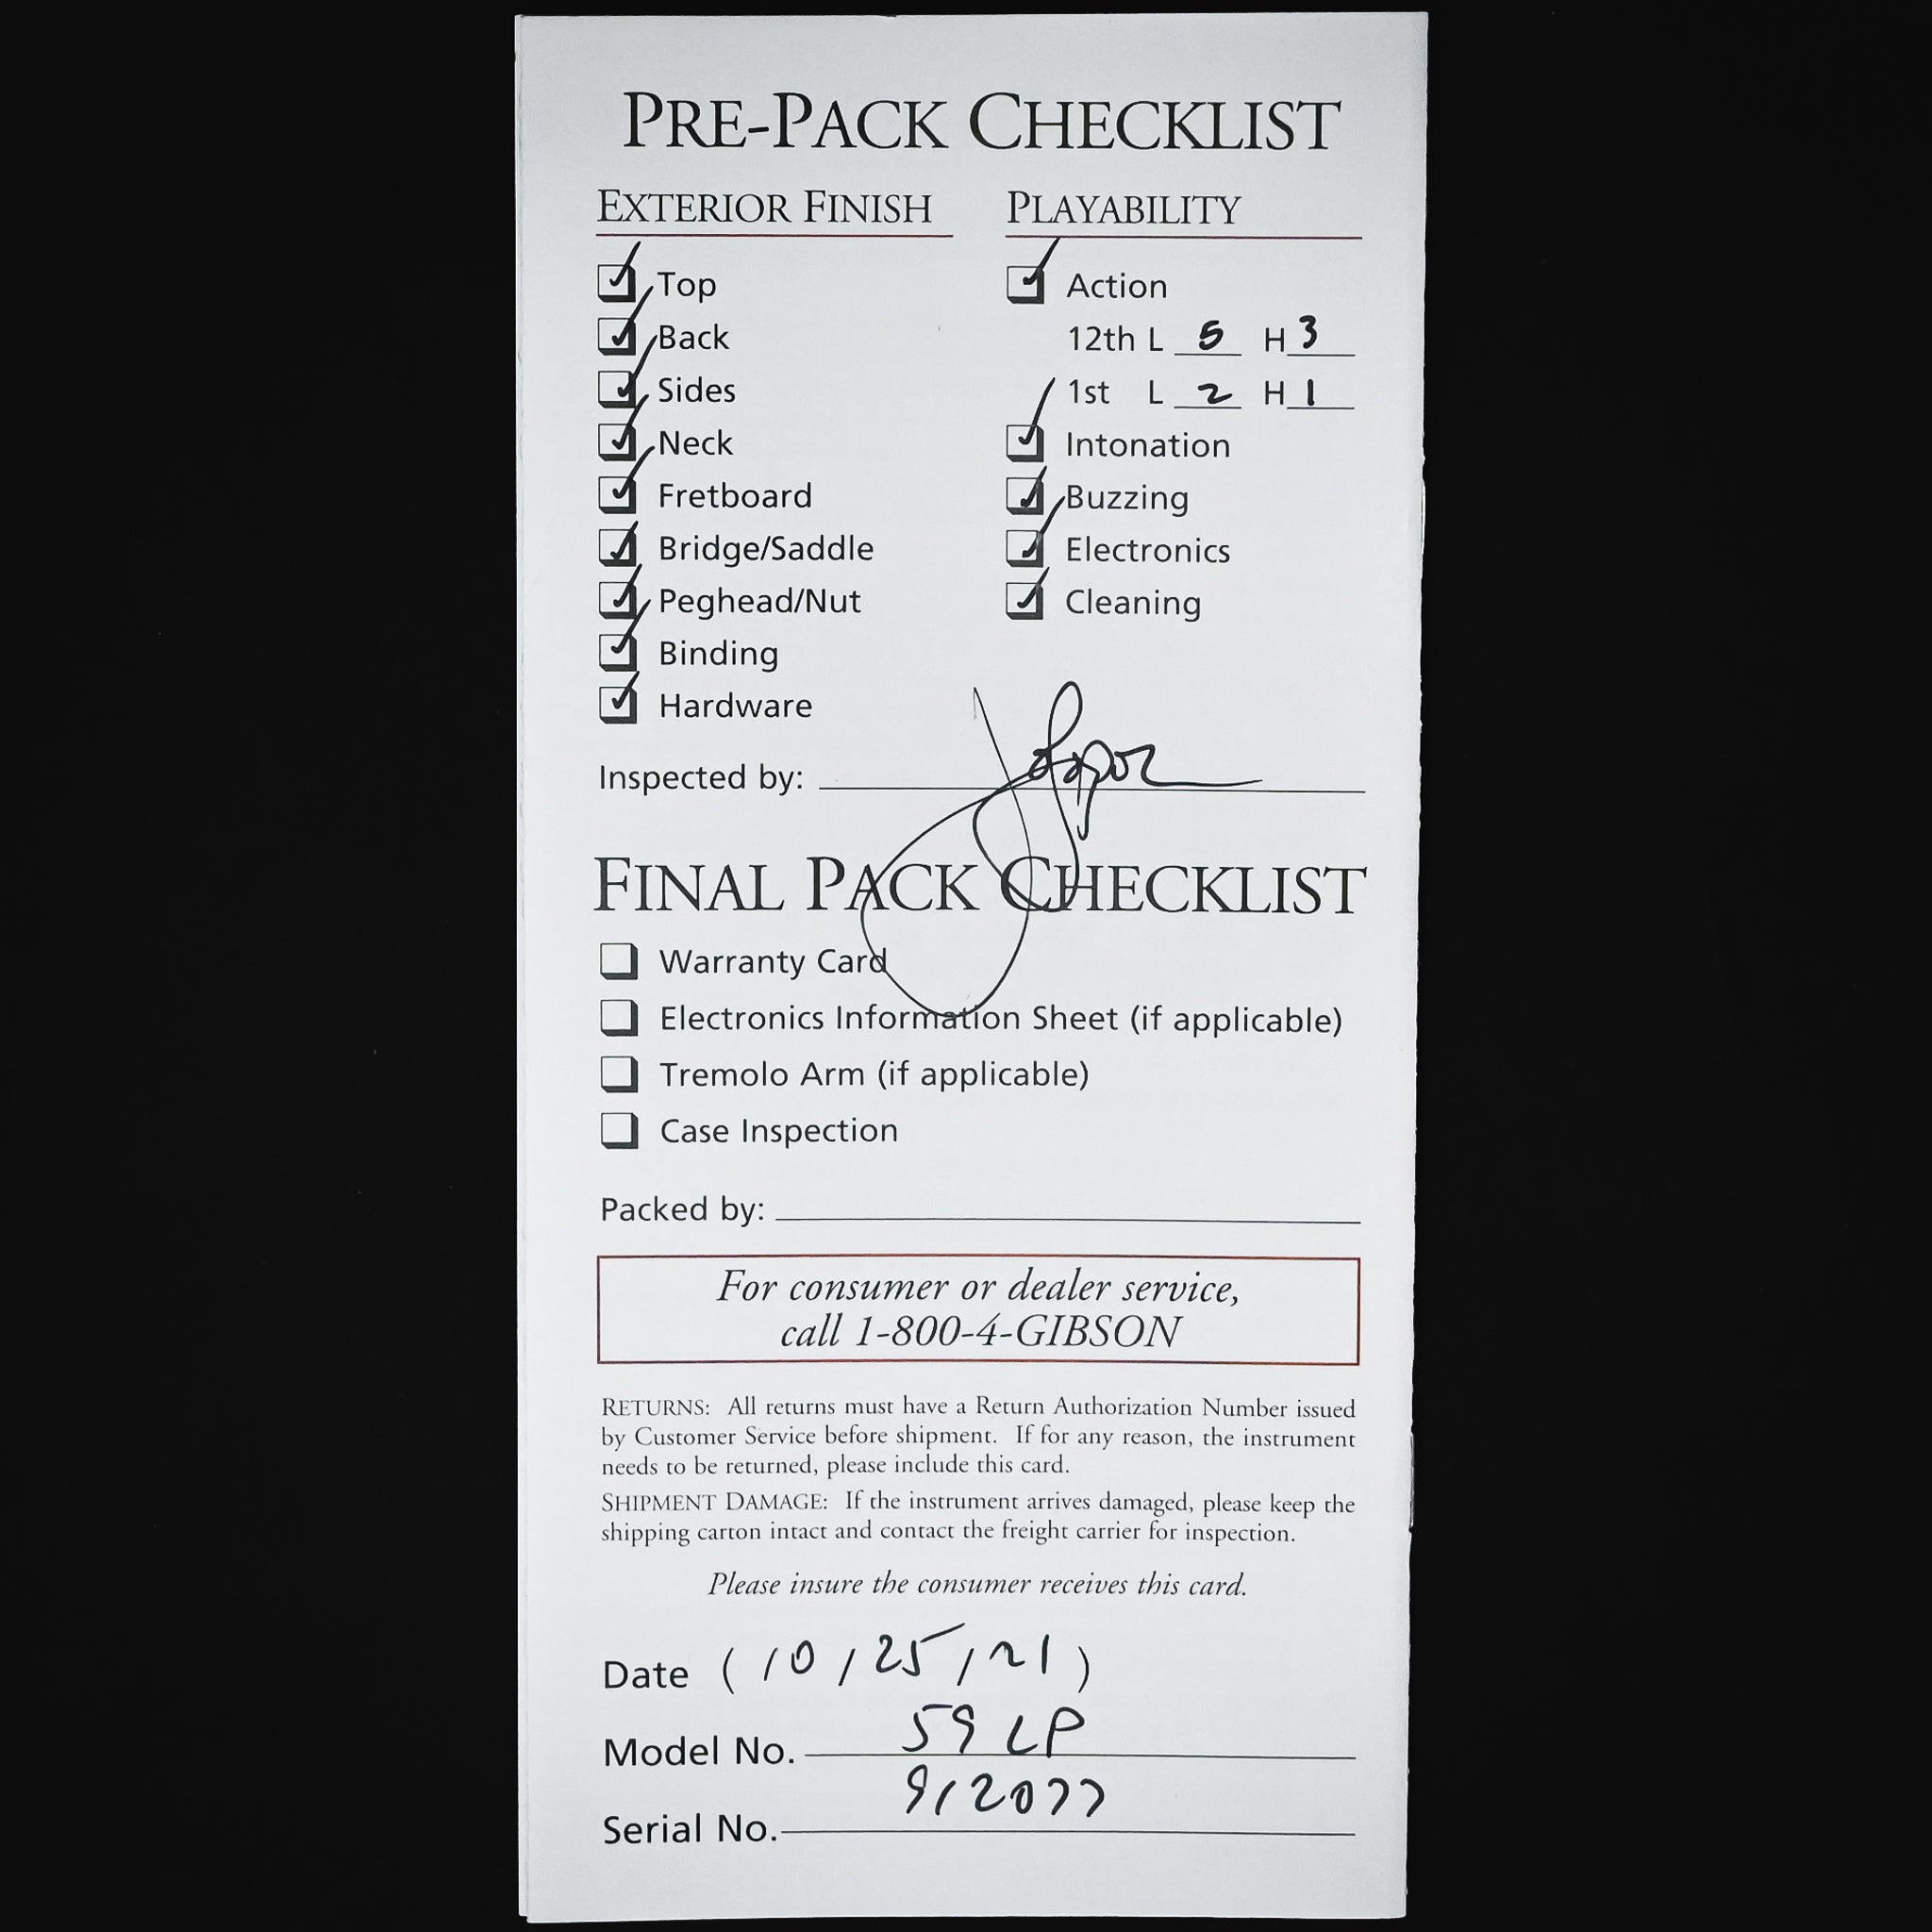 PRE-PACK CHECKLIST
EXTERIOR FINISH
Top
Back
Sides
Neck
Fretboard
Bridge/Saddle
Peghead/Nut
Binding
Hardware
PLAYABILITY
Action
12th L 5 H 3
1st L 2 H 1
Intonation
Buzzing
Electronics
Cleaning
Inspected by:
FINAL PACK CHECKLIST
Warranty Card
Electronics Information Sheet (if applicable)
Tremolo Arm (if applicable)
Case Inspection
Packed by:
For consumer or dealer service,
call 1-800-4-GIBSON
RETURNS: All returns must have a Return Authorization Number issued
by Customer Service before shipment. If for any reason, the instrument
needs to be returned, please include this card.
SHIPMENT DAMAGE: If the instrument arrives damaged, please keep the
shipping carton intact and contact the freight carrier for inspection.
Please insure the consumer receives this card.
Date (10/25/21)
Model No. 59 LP
Serial No. 912077